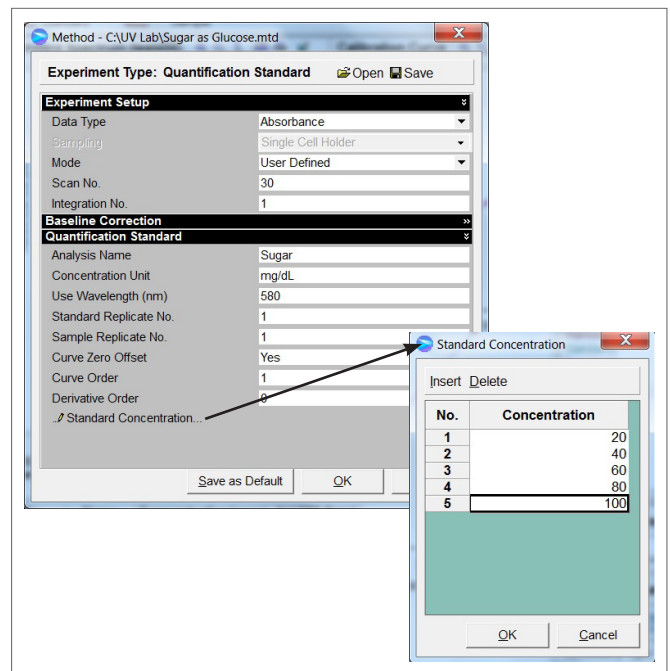 Method - C:\UV Lab\Sugar as Glucose.mtd
Experiment Type: Quantification Standard Open Save
Experiment Setup
Data Type Absorbance
Sampling Single Cell Holder
Mode User Defined
Scan No. 30
Integration No. 1
Baseline Correction
Quantification Standard
Analysis Name Sugar
Concentration Unit mg/dL
Use Wavelength (nm) 580
Standard Replicate No. 1
Sample Replicate No. 1
Curve Zero Offset Yes
Curve Order 1
Derivative Order 0
Standard Concentration...
Save as Default OK
Standard Concentration
Insert Delete
No. Concentration
1 20
2 40
3 60
4 80
5 100
OK Cancel